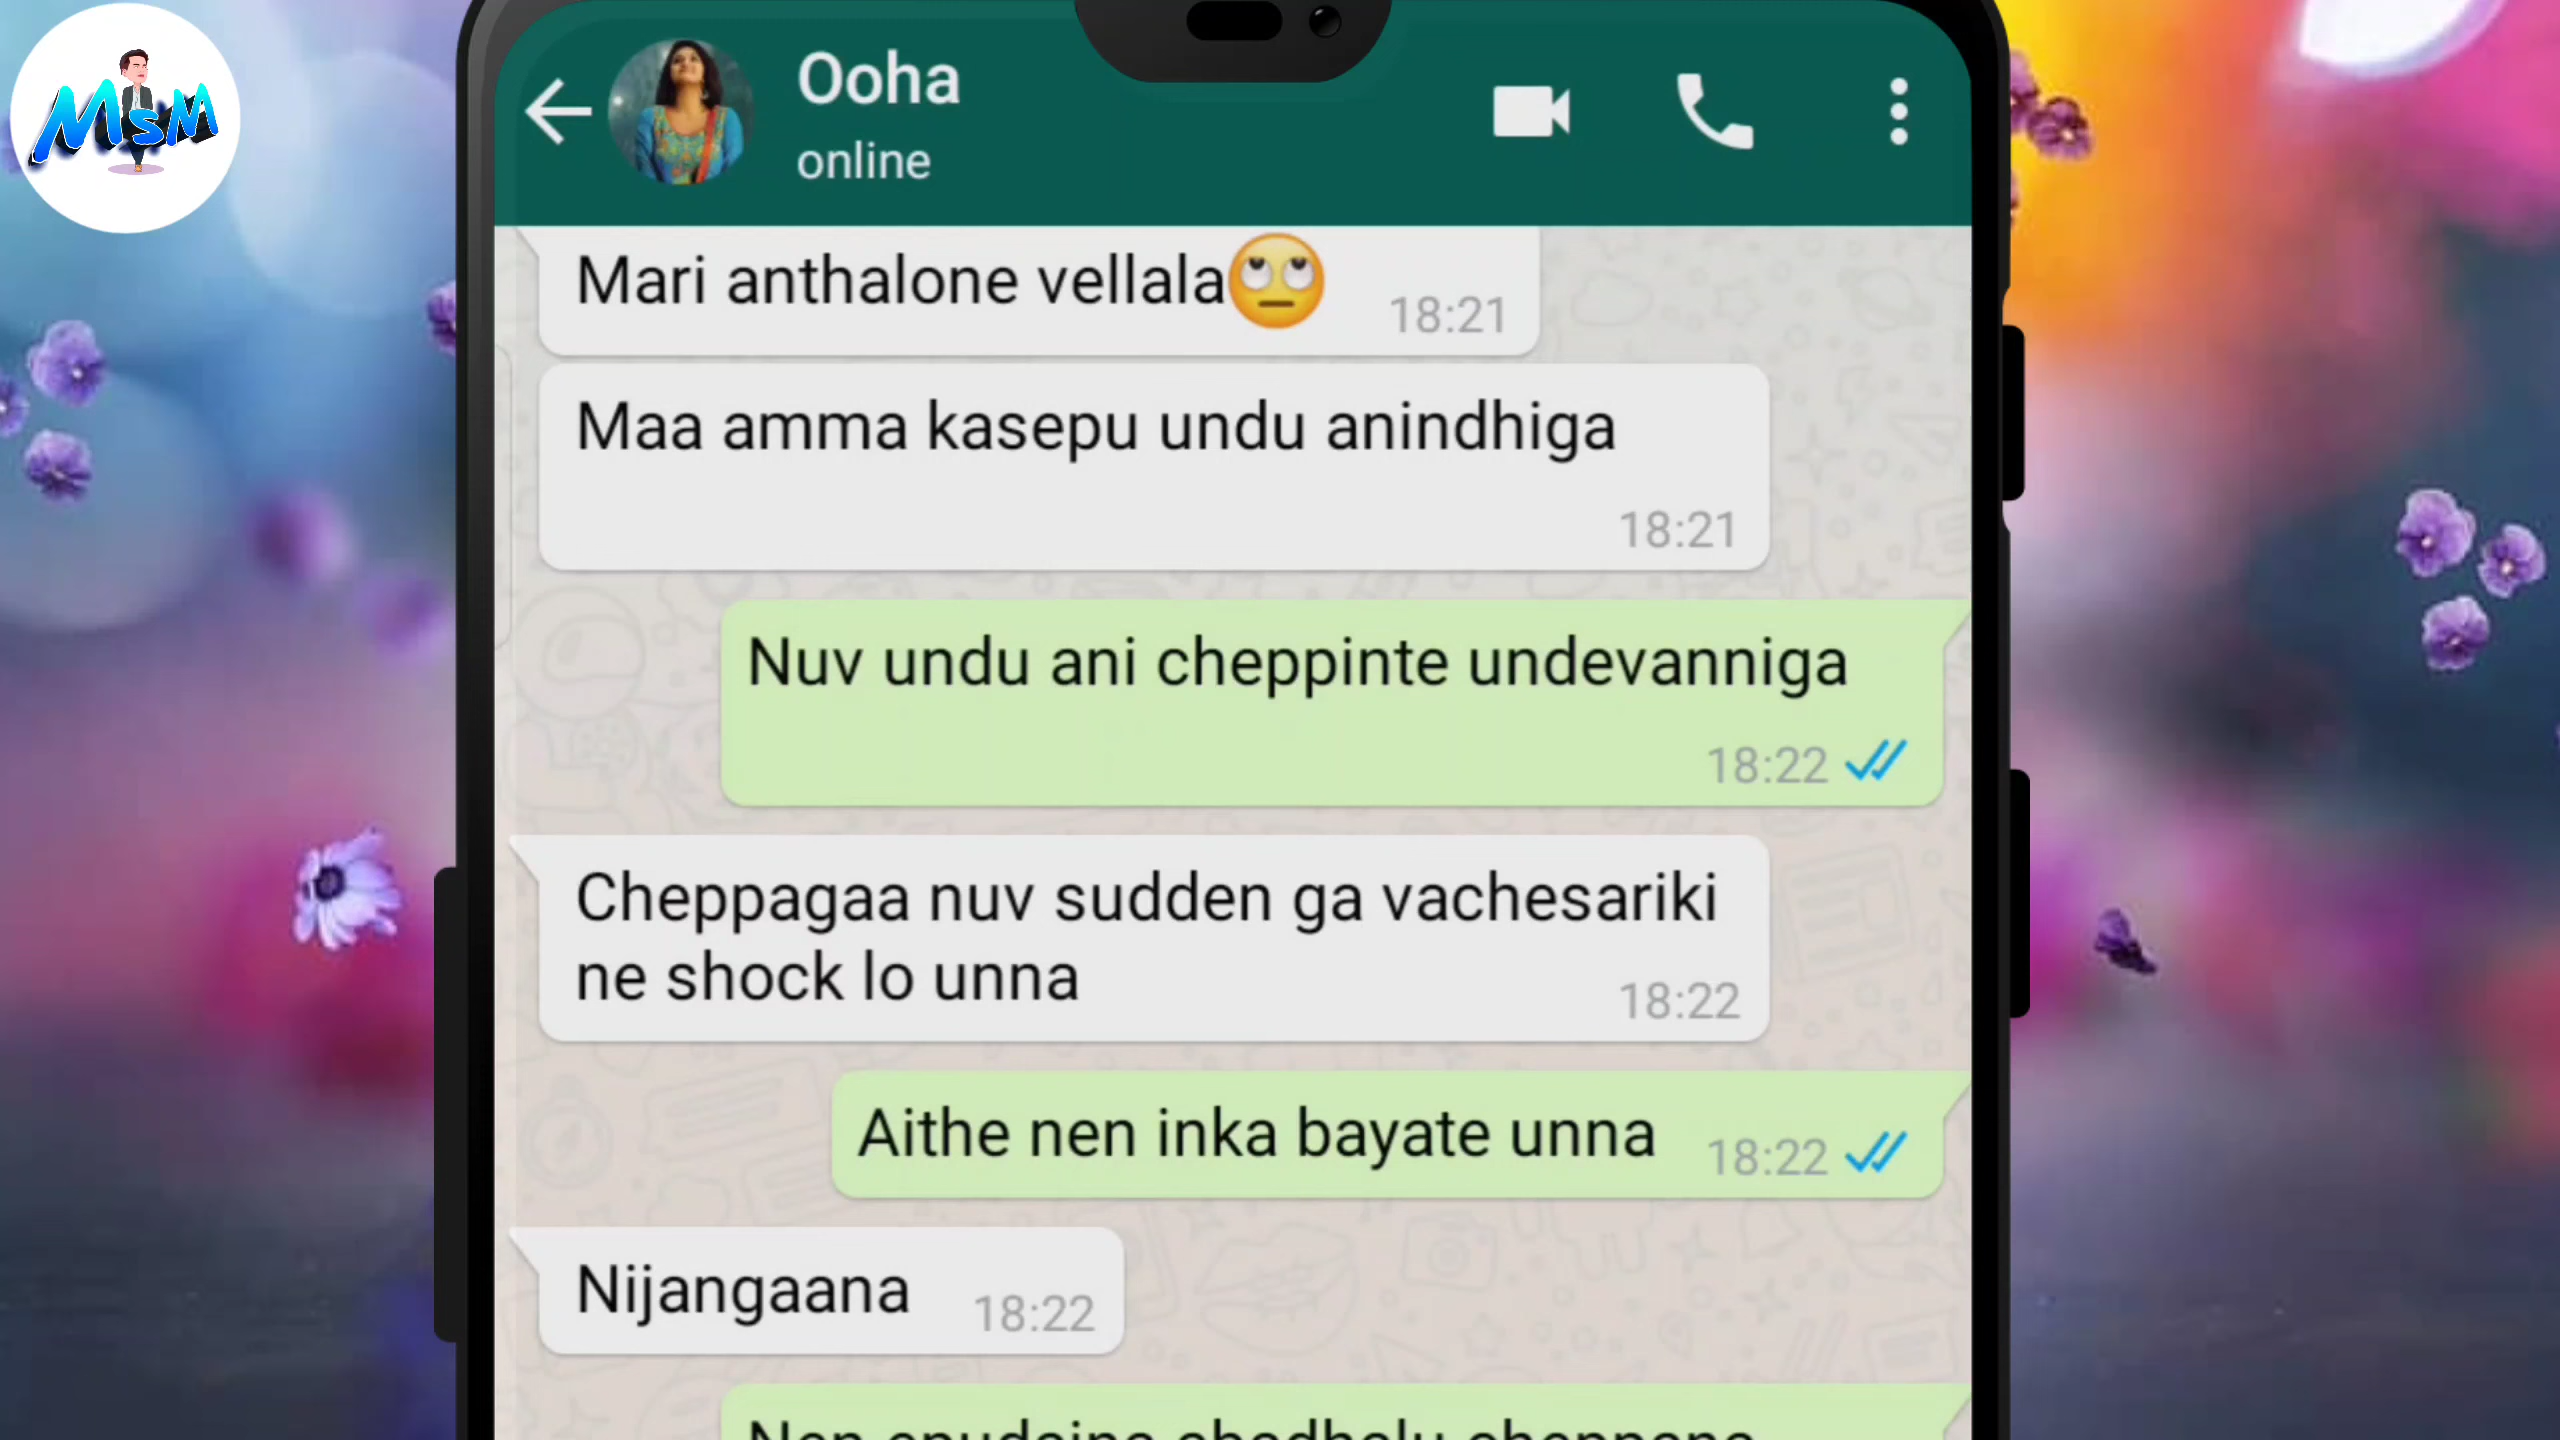 MsM
Ooha
online
Mari anthalone vellala🙄 18:21
Maa amma kasepu undu anindhiga
18:21
Nuv undu ani cheppinte undevanniga
18:22
Cheppagaa nuv sudden ga vachesariki
ne shock lo unna 18:22
Aithe nen inka bayate unna 18:22
Nijangaana 18:22